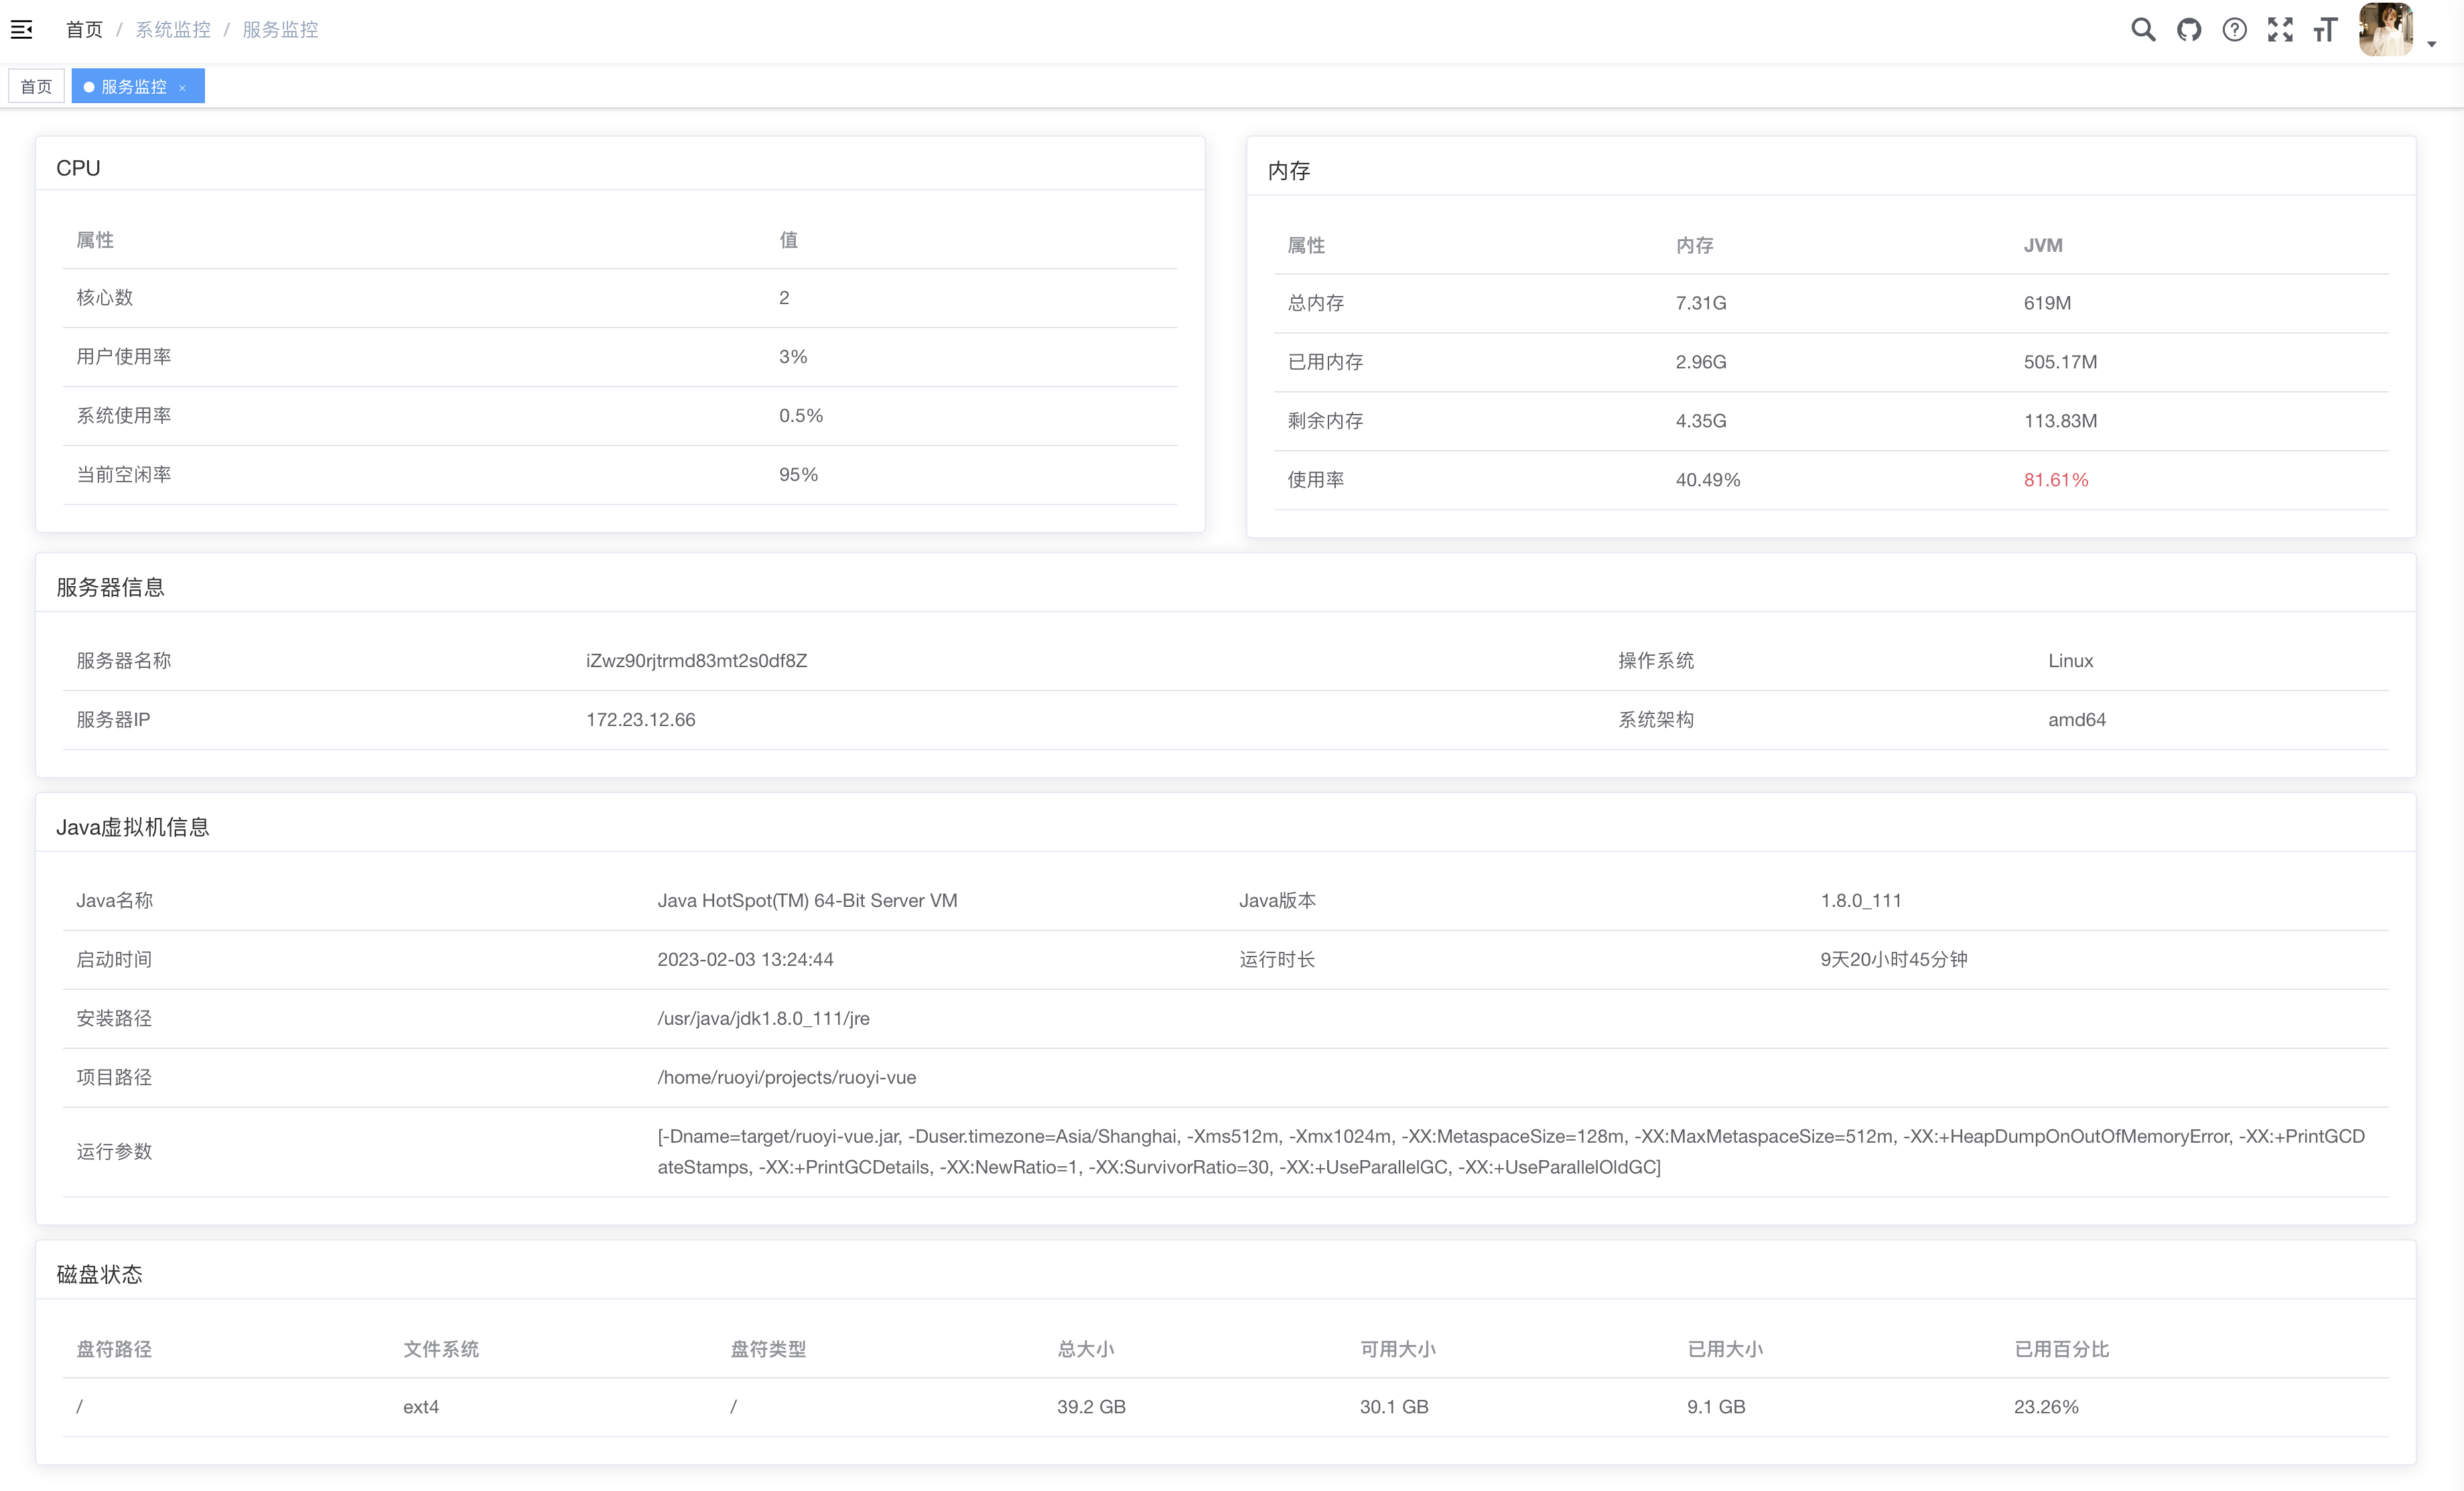 首页 / 系统监控 / 服务监控
首页 服务监控 ×
CPU
属性 值
核心数 2
用户使用率 3%
系统使用率 0.5%
当前空闲率 95%
内存
属性 内存 JVM
总内存 7.31G 619M
已用内存 2.96G 505.17M
剩余内存 4.35G 113.83M
使用率 40.49% 81.61%
服务器信息
服务器名称 iZwz90rjtrmd83mt2s0df8Z 操作系统 Linux
服务器IP 172.23.12.66 系统架构 amd64
Java虚拟机信息
Java名称 Java HotSpot(TM) 64-Bit Server VM Java版本 1.8.0_111
启动时间 2023-02-03 13:24:44 运行时长 9天20小时45分钟
安装路径 /usr/java/jdk1.8.0_111/jre
项目路径 /home/ruoyi/projects/ruoyi-vue
运行参数 [-Dname=target/ruoyi-vue.jar, -Duser.timezone=Asia/Shanghai, -Xms512m, -Xmx1024m, -XX:MetaspaceSize=128m, -XX:MaxMetaspaceSize=512m, -XX:+HeapDumpOnOutOfMemoryError, -XX:+PrintGCD
ateStamps, -XX:+PrintGCDetails, -XX:NewRatio=1, -XX:SurvivorRatio=30, -XX:+UseParallelGC, -XX:+UseParallelOldGC]
磁盘状态
盘符路径 文件系统 盘符类型 总大小 可用大小 已用大小 已用百分比
/ ext4 / 39.2 GB 30.1 GB 9.1 GB 23.26%